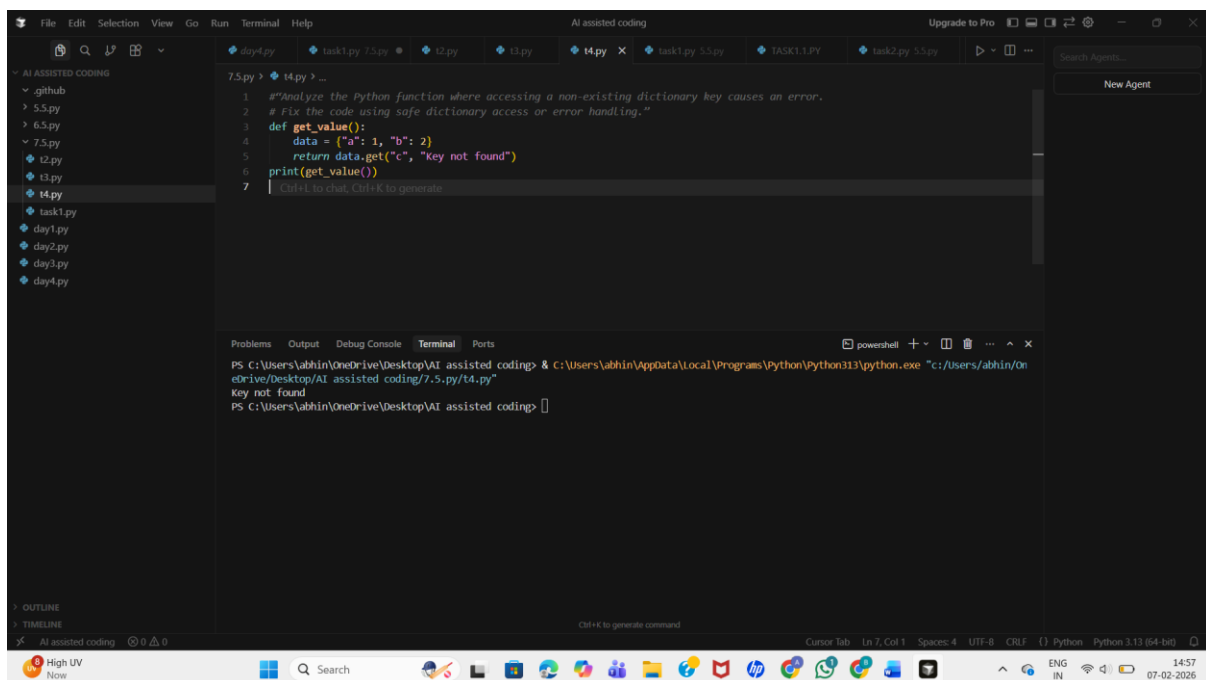 File Edit Selection View Go Run Terminal Help
AI assisted coding
Upgrade to Pro
day4.py
task1.py 7.5.py
t2.py
t3.py
t4.py
task1.py 5.5.py
TASK1.1.PY
task2.py 5.5.py
Search Agents...
New Agent
AI ASSISTED CODING
.github
5.5.py
6.5.py
7.5.py
t2.py
t3.py
t4.py
task1.py
day1.py
day2.py
day3.py
day4.py
7.5.py > t4.py > ...
1 #“Analyze the Python function where accessing a non-existing dictionary key causes an error.
2 # Fix the code using safe dictionary access or error handling.”
3 def get_value():
4 data = {"a": 1, "b": 2}
5 return data.get("c", "Key not found")
6 print(get_value())
7 Ctrl+L to chat, Ctrl+K to generate
Problems Output Debug Console Terminal Ports
powershell
PS C:\Users\abhin\OneDrive\Desktop\AI assisted coding> & C:\Users\abhin\AppData\Local\Programs\Python\Python313\python.exe "c:/Users/abhin/On
eDrive/Desktop/AI assisted coding/7.5.py/t4.py"
Key not found
PS C:\Users\abhin\OneDrive\Desktop\AI assisted coding>
Ctrl+K to generate command
OUTLINE
TIMELINE
AI assisted coding 0 0
Cursor Tab Ln 7, Col 1 Spaces: 4 UTF-8 CRLF {} Python Python 3.13 (64-bit)
8
High UV
Now
Search
ENG
IN
14:57
07-02-2026